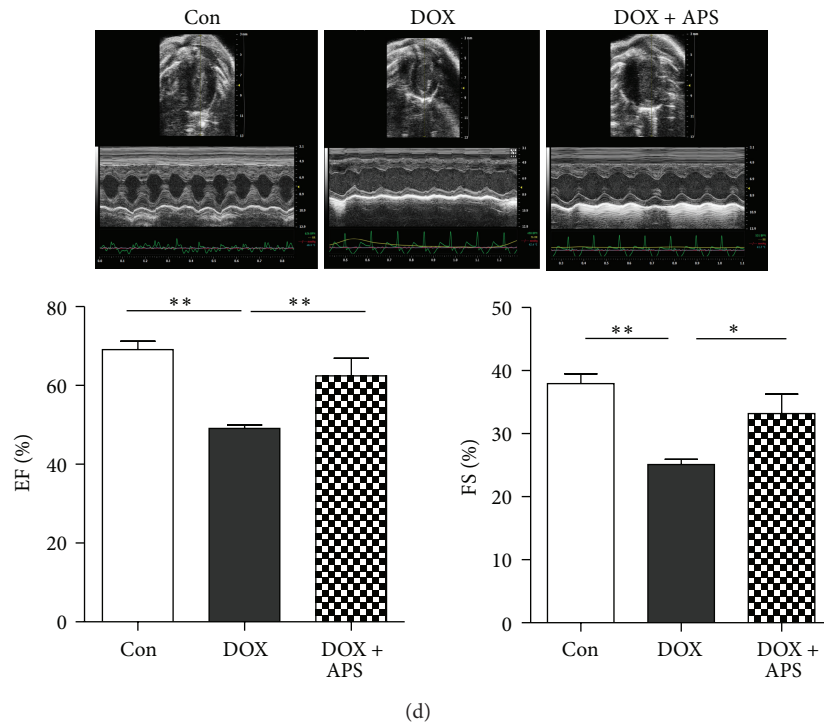 Con DOX DOX + APS
80
60
40
20
0
EF (%)
** **
Con DOX DOX +
APS
50
40
30
20
10
0
FS (%)
** *
Con DOX DOX +
APS
(d)